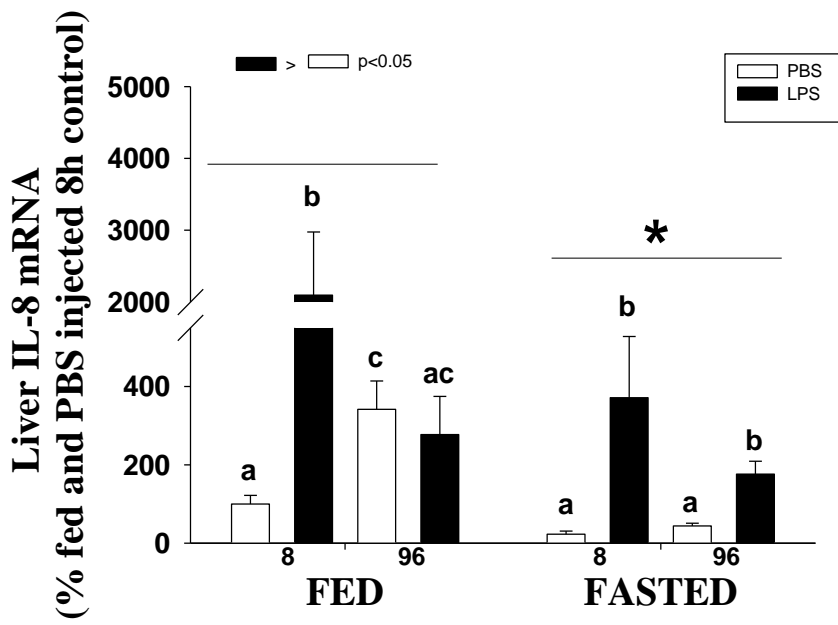 > p<0.05
PBS
LPS
Liver IL-8 mRNA
(% fed and PBS injected 8h control)
5000
4000
3000
2000
400
200
0
a
b
c
ac
*
a
b
a
b
8
96
8
96
FED
FASTED